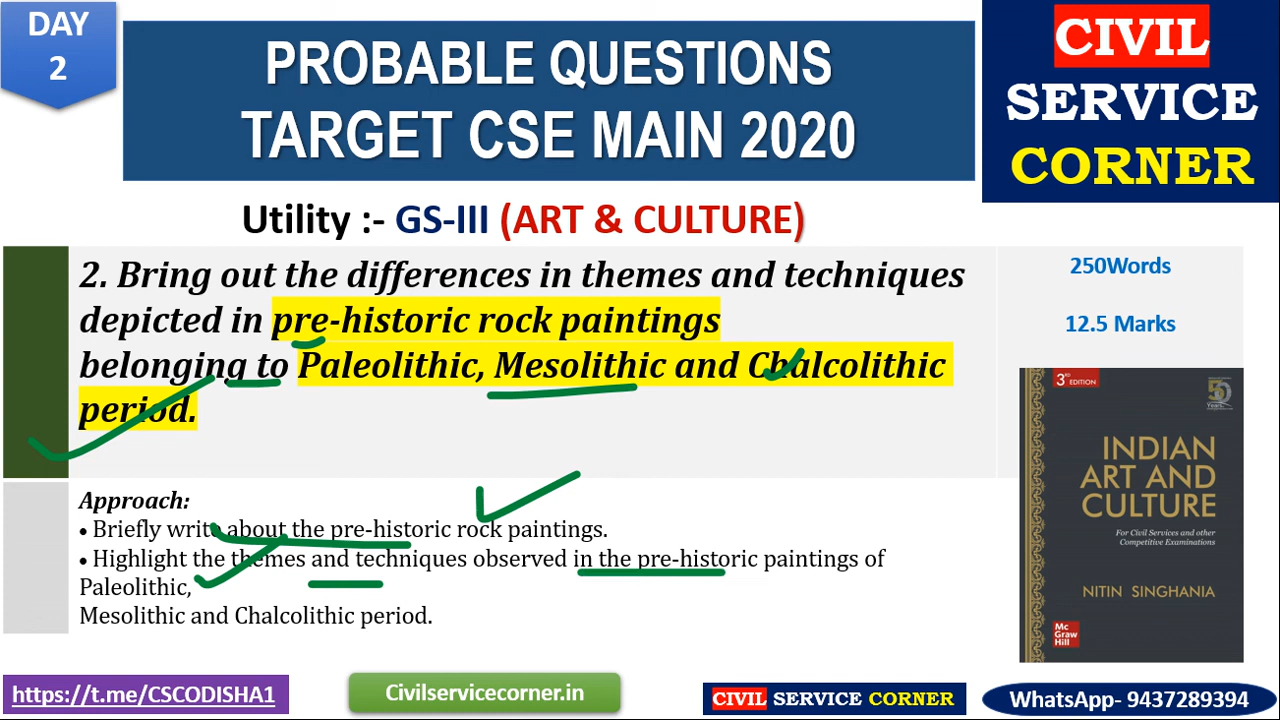 DAY
2
PROBABLE QUESTIONS
TARGET CSE MAIN 2020
CIVIL
SERVICE
CORNER
Utility :- GS-III (ART & CULTURE)
2. Bring out the differences in themes and techniques
depicted in pre-historic rock paintings
belonging to Paleolithic, Mesolithic and Chalcolithic
period.
250Words
12.5 Marks
Approach:
• Briefly write about the pre-historic rock paintings.
• Highlight the themes and techniques observed in the pre-historic paintings of
Paleolithic,
Mesolithic and Chalcolithic period.
3RD EDITION
INDIAN
ART AND
CULTURE
For Civil Services and other
Competitive Examinations
NITIN SINGHANIA
Mc
Graw
Hill
https://t.me/CSCODISHA1
Civilservicecorner.in
CIVIL SERVICE CORNER
WhatsApp- 9437289394